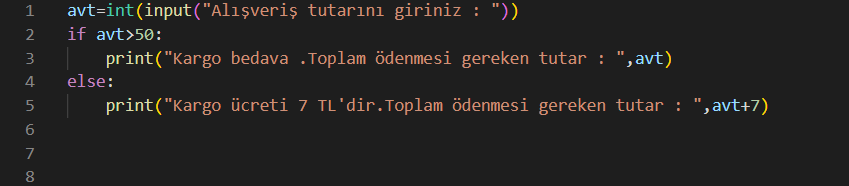 1 avt=int(input("Alışveriş tutarını giriniz : "))
2 if avt>50:
3 print("Kargo bedava .Toplam ödenmesi gereken tutar : ",avt)
4 else:
5 print("Kargo ücreti 7 TL'dir.Toplam ödenmesi gereken tutar : ",avt+7)
6
7
8